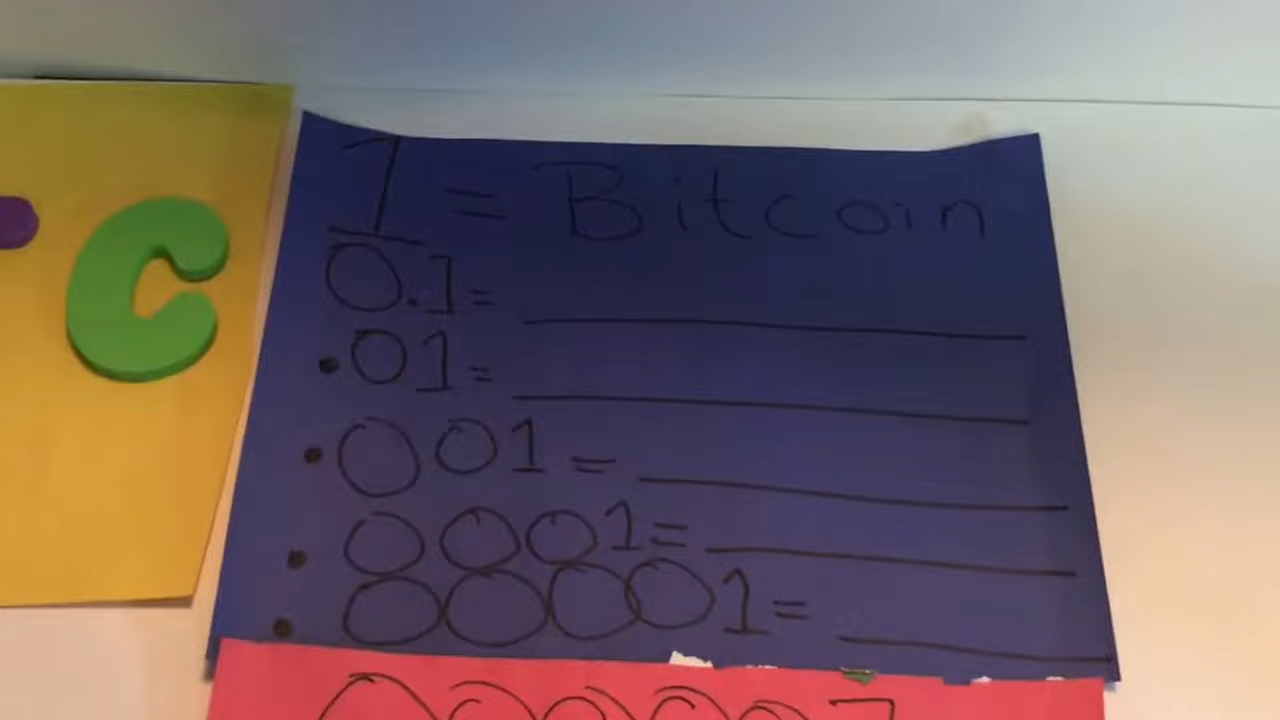 C
1 = Bitcoin
0.1 = 
.01 = 
.001 = 
.0001 = 
.00001 =